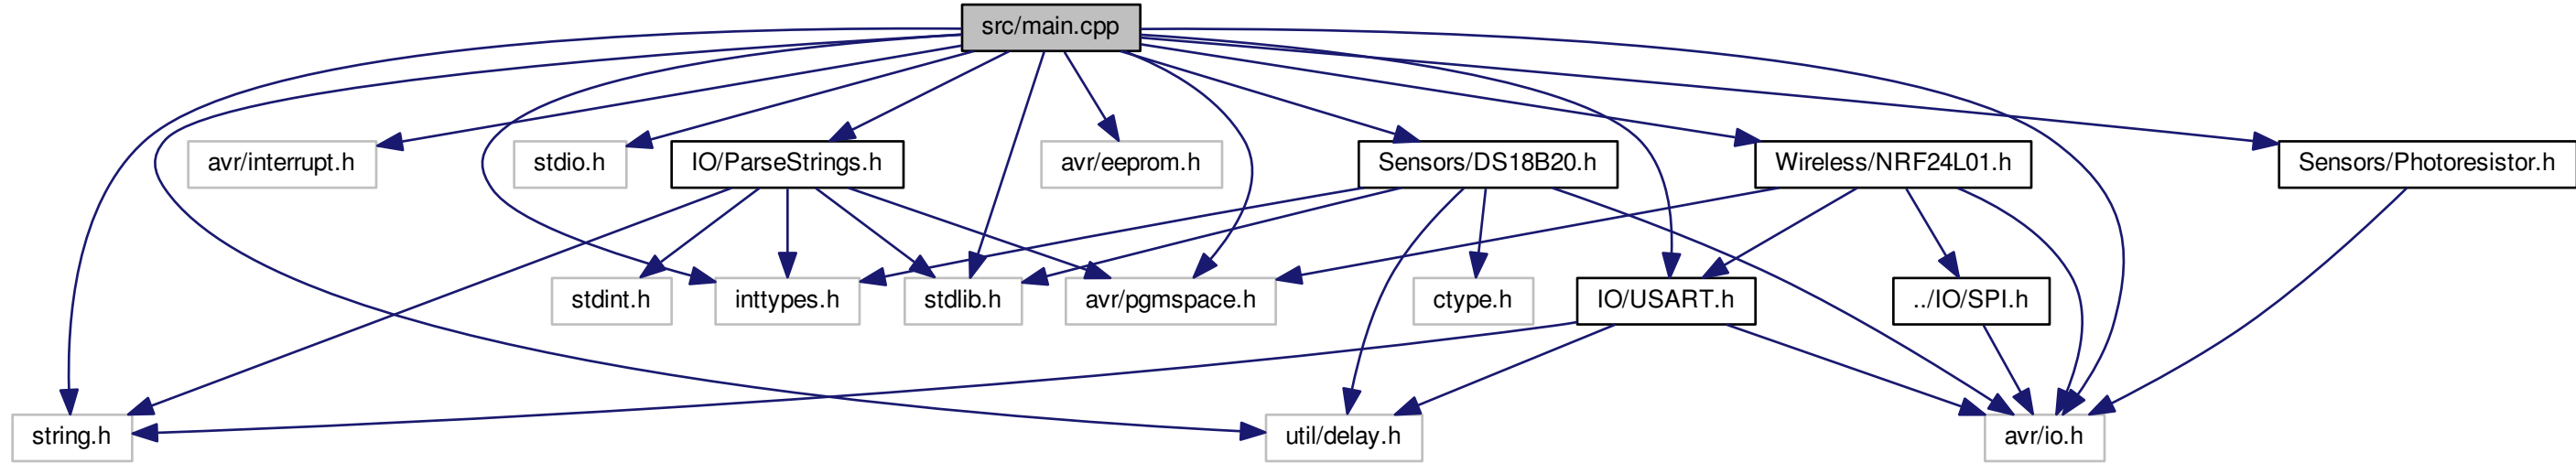 src/main.cpp
avr/interrupt.h
stdio.h
IO/ParseStrings.h
avr/eeprom.h
Sensors/DS18B20.h
Wireless/NRF24L01.h
Sensors/Photoresistor.h
stdint.h
inttypes.h
stdlib.h
avr/pgmspace.h
ctype.h
IO/USART.h
../IO/SPI.h
string.h
util/delay.h
avr/io.h